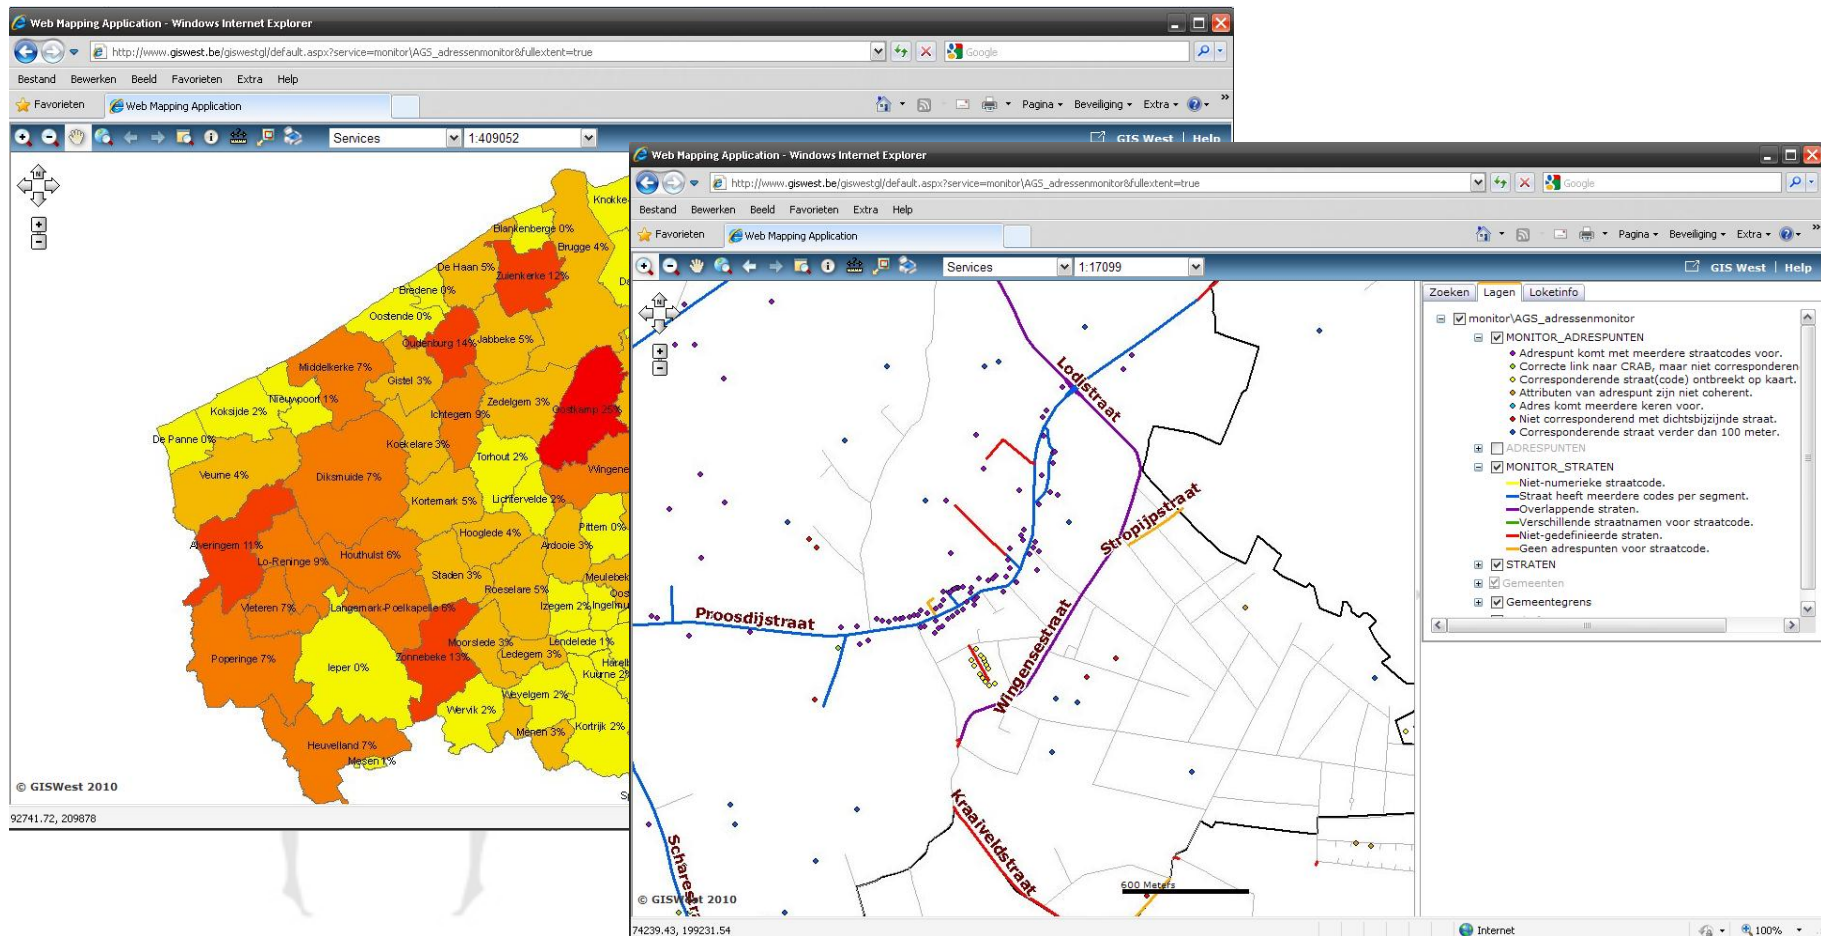 Web Mapping Application - Windows Internet Explorer
http://www.giswest.be/giswestgl/default.aspx?service=monitor\AGS_adressenmonitor&fullextent=true
Google
Bestand Bewerken Beeld Favorieten Extra Help
Favorieten Web Mapping Application Pagina Beveiliging Extra
Services 1:409052 GIS West | Help
N
Knokke-
Blankenberge 0%
Brugge 4%
De Haan 5% Zuienkerke 12%
Bredene 0%
Oostende 0%
Oudenburg 14% Jabbeke 5%
Middelkerke 7%
Gistel 3%
Nieuwpoort 1%
Koksijde 2%
Ichtegem 9% Zedelgem 3% Oostkamp 25%
De Panne 0%
Koekelare 3%
Torhout 2%
Wingene
Veurne 4% Diksmuide 7%
Kortemark 5% Lichtervelde 2%
Pittem 0%
Hooglede 4%
Alveringem 11% Ardooie 3%
Lo-Reninge 9% Houthulst 6%
Staden 3% Meulebek
Roeselare 5%
Vleteren 7% Langemark-Poelkapelle 6% Izegem 2% Ingelmu
Moorslede 3% Lendelede 1%
Poperinge 7% Ieper 0% Zonnebeke 13% Ledegem 3% Harelb
Kuurne 2%
Wevelgem 2%
Wervik 2%
Menen 3% Kortrijk 2%
Heuvelland 7%
Mesen 1%
© GISWest 2010
92741.72, 209878
Web Mapping Application - Windows Internet Explorer
http://www.giswest.be/giswestgl/default.aspx?service=monitor\AGS_adressenmonitor&fullextent=true
Google
Bestand Bewerken Beeld Favorieten Extra Help
Favorieten Web Mapping Application Pagina Beveiliging Extra
Services 1:17099 GIS West | Help
N
Lodistraat
Stropijpstraat
Proosdijstraat
Wingensestraat
Kraaiveldstraat
Scharestra
600 Meters
© GISWest 2010
Zoeken Lagen Loketinfo
monitor\AGS_adressenmonitor
MONITOR_ADRESPUNTEN
Adrespunt komt met meerdere straatcodes voor.
Correcte link naar CRAB, maar niet corresponderen
Corresponderende straat(code) ontbreekt op kaart.
Attributen van adrespunt zijn niet coherent.
Adres komt meerdere keren voor.
Niet corresponderend met dichtsbijzijnde straat.
Corresponderende straat verder dan 100 meter.
ADRESPUNTEN
MONITOR_STRATEN
Niet-numerieke straatcode.
Straat heeft meerdere codes per segment.
Overlappende straten.
Verschillende straatnamen voor straatcode.
Niet-gedefinieerde straten.
Geen adrespunten voor straatcode.
STRATEN
Gemeenten
Gemeentegrens
74239.43, 199231.54 Internet 100%